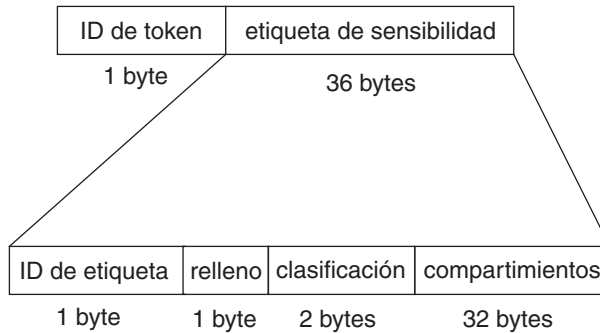 ID de token etiqueta de sensibilidad
1 byte 36 bytes
ID de etiqueta relleno clasificación compartimientos
1 byte 1 byte 2 bytes 32 bytes